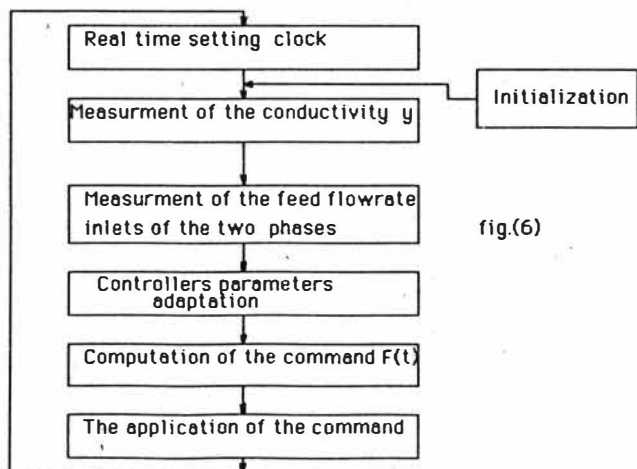 Real time setting clock
Initialization
Measurment of the conductivity y
Measurment of the feed flowrate
inlets of the two phases
fig.(6)
Controllers parameters
adaptation
Computation of the command F(t)
The application of the command